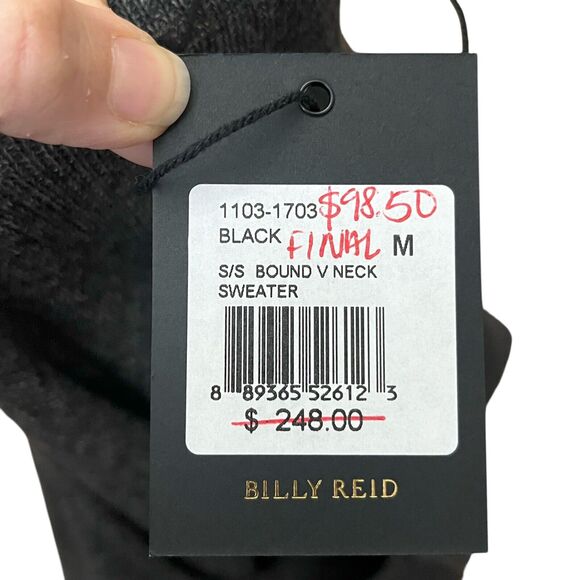 1103-1703 $98.50
BLACK FINAL M
S/S BOUND V NECK
SWEATER
8 89365 52612 3
$ 248.00
BILLY REID